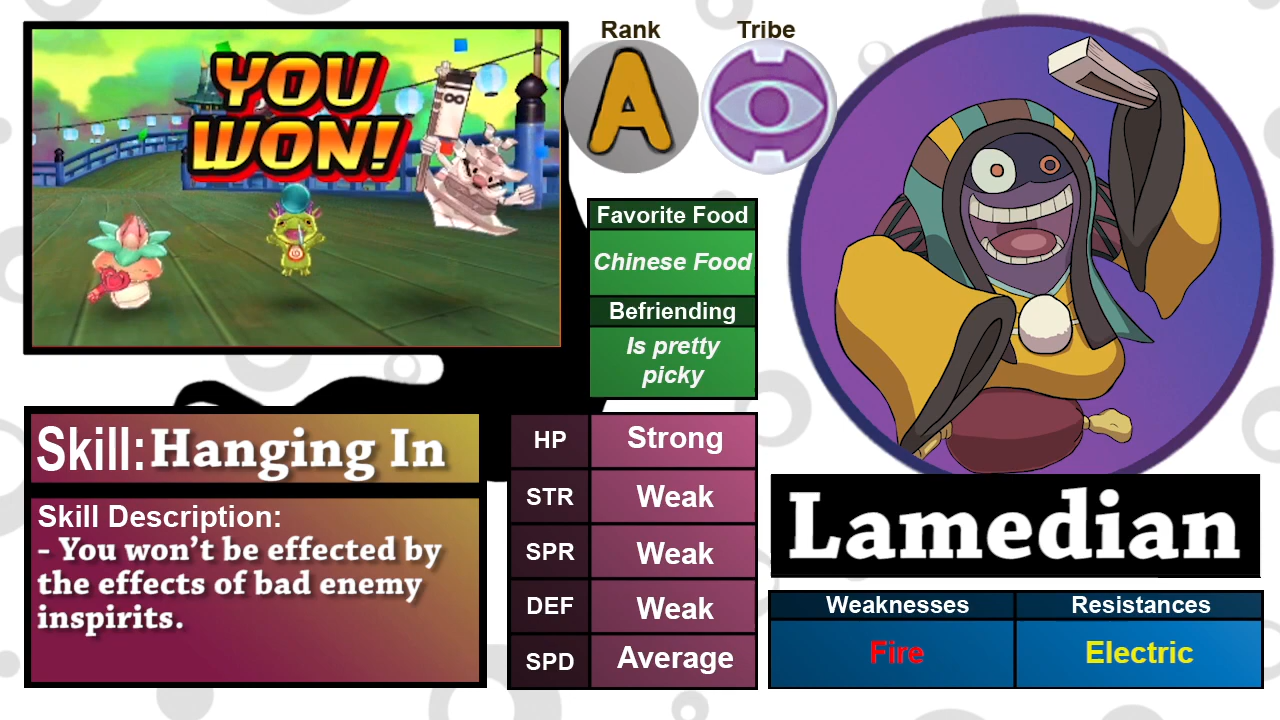 YOU
WON!
Rank
A
Tribe
Favorite Food
Chinese Food
Befriending
Is pretty
picky
Skill: Hanging In
Skill Description:
- You won't be effected by
the effects of bad enemy
inspirits.
HP Strong
STR Weak
SPR Weak
DEF Weak
SPD Average
Lamedian
Weaknesses Resistances
Fire Electric